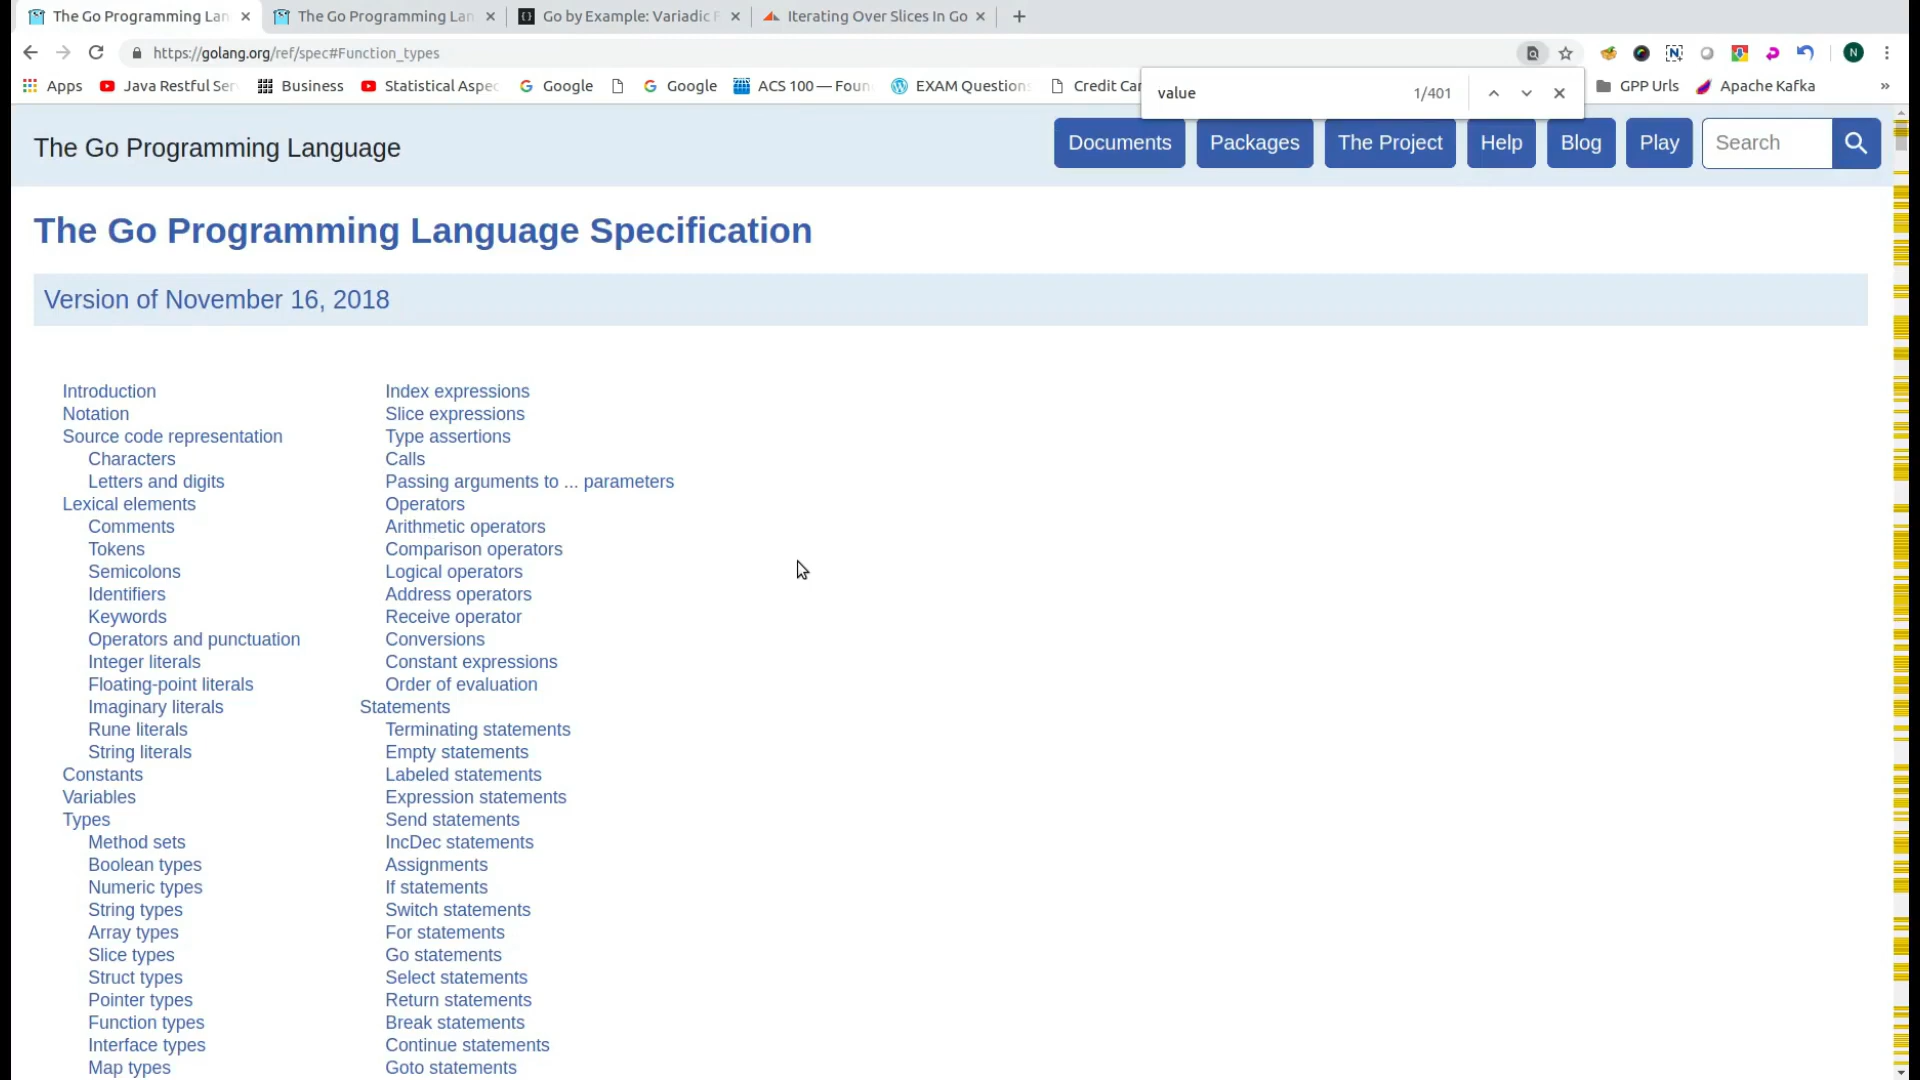 The Go Programming Lan
The Go Programming Lan
Go by Example: Variadic F
Iterating Over Slices In Go
https://golang.org/ref/spec#Function_types
N
N
Apps
Java Restful Ser
Business
Statistical Aspec
Google
Google
ACS 100 — Foun
EXAM Questions
Credit Car
GPP Urls
Apache Kafka
»
value
1/401
The Go Programming Language
Documents
Packages
The Project
Help
Blog
Play
Search
The Go Programming Language Specification
Version of November 16, 2018
Introduction
Notation
Source code representation
Characters
Letters and digits
Lexical elements
Comments
Tokens
Semicolons
Identifiers
Keywords
Operators and punctuation
Integer literals
Floating-point literals
Imaginary literals
Rune literals
String literals
Constants
Variables
Types
Method sets
Boolean types
Numeric types
String types
Array types
Slice types
Struct types
Pointer types
Function types
Interface types
Map types
Index expressions
Slice expressions
Type assertions
Calls
Passing arguments to ... parameters
Operators
Arithmetic operators
Comparison operators
Logical operators
Address operators
Receive operator
Conversions
Constant expressions
Order of evaluation
Statements
Terminating statements
Empty statements
Labeled statements
Expression statements
Send statements
IncDec statements
Assignments
If statements
Switch statements
For statements
Go statements
Select statements
Return statements
Break statements
Continue statements
Goto statements